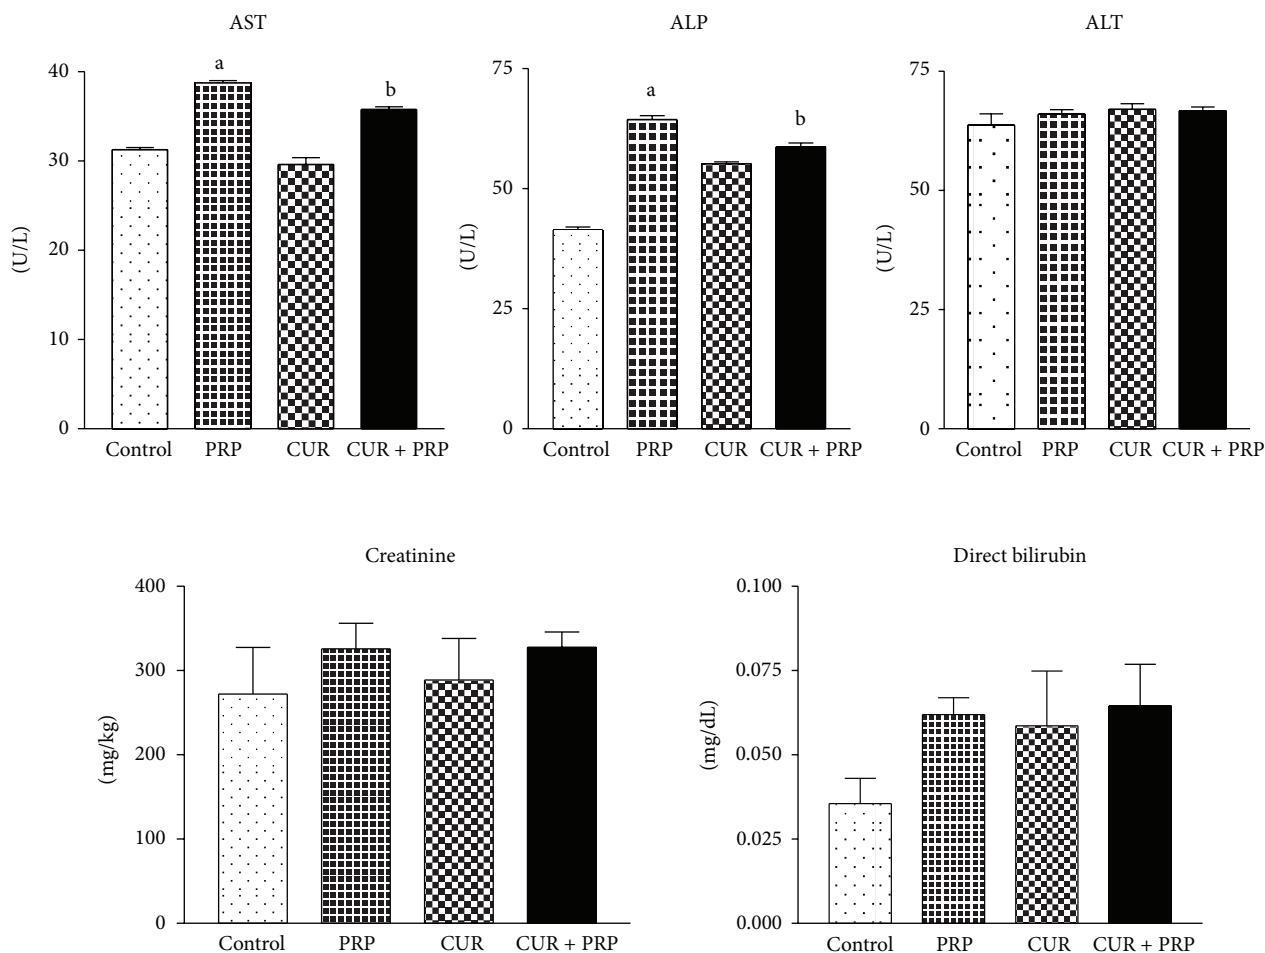 AST
(U/L)
40
30
20
10
0
a
b
Control PRP CUR CUR + PRP
ALP
(U/L)
75
50
25
0
a
b
Control PRP CUR CUR + PRP
ALT
(U/L)
75
50
25
0
Control PRP CUR CUR + PRP
Creatinine
(mg/kg)
400
300
200
100
0
Control PRP CUR CUR + PRP
Direct bilirubin
(mg/dL)
0.100
0.075
0.050
0.025
0.000
Control PRP CUR CUR + PRP